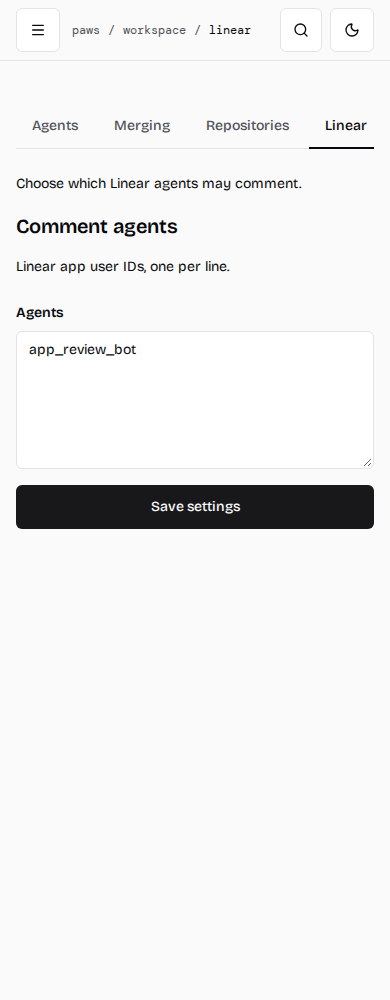 paws / workspace / linear
Agents Merging Repositories Linear
Choose which Linear agents may comment.
Comment agents
Linear app user IDs, one per line.
Agents
app_review_bot
Save settings